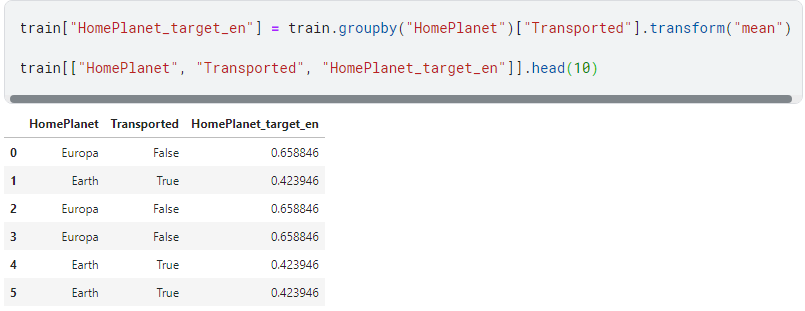 train["HomePlanet_target_en"] = train.groupby("HomePlanet")["Transported"].transform("mean")
train[["HomePlanet", "Transported", "HomePlanet_target_en"]].head(10)
HomePlanet Transported HomePlanet_target_en
0 Europa False 0.658846
1 Earth True 0.423946
2 Europa False 0.658846
3 Europa False 0.658846
4 Earth True 0.423946
5 Earth True 0.423946